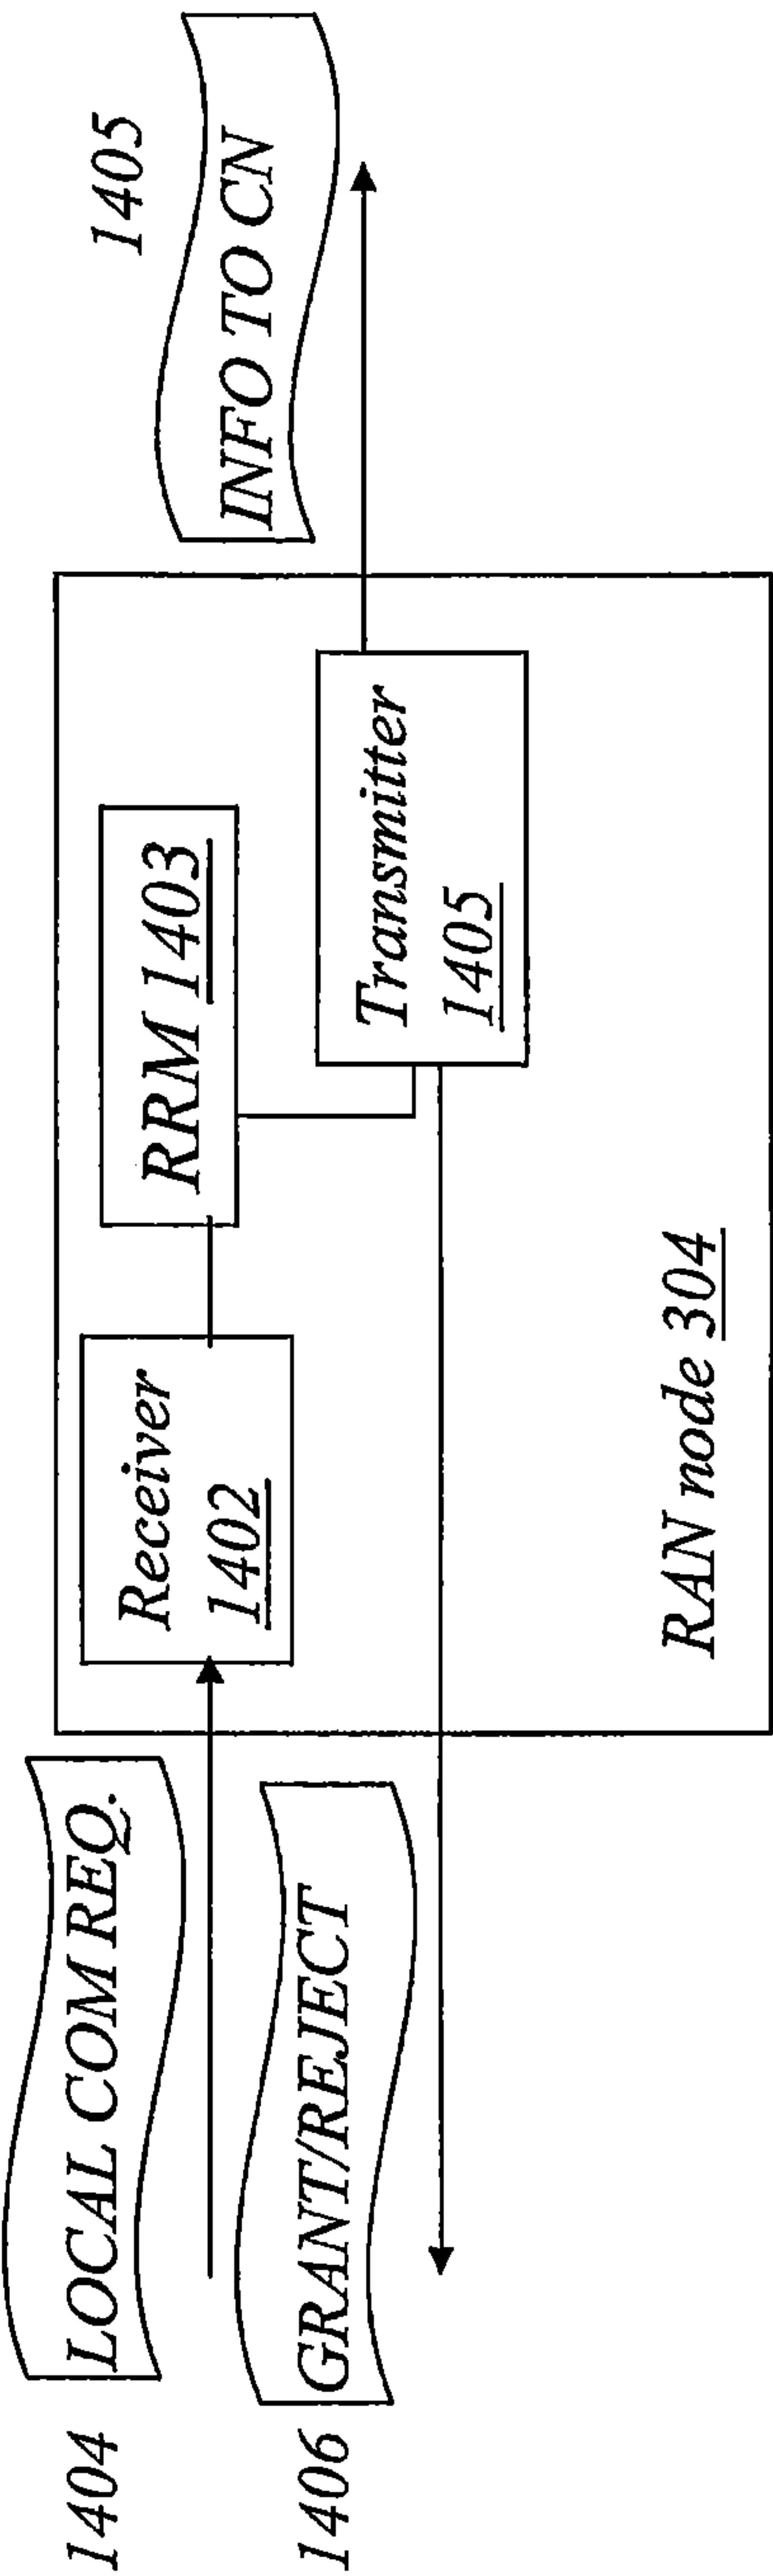 1404 LOCAL COM REQ.
1406 GRANT/REJECT
Receiver
1402
RRM 1403
Transmitter
1405
RAN node 304
1405
INFO TO CN